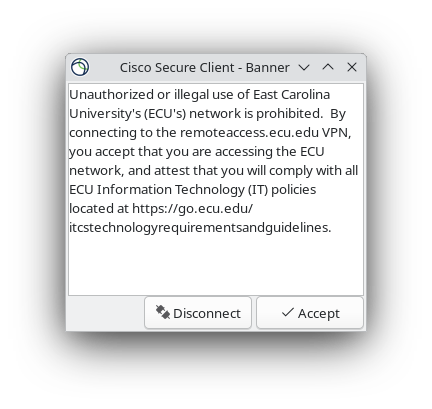 Cisco Secure Client - Banner
Unauthorized or illegal use of East Carolina
University's (ECU's) network is prohibited.  By
connecting to the remoteaccess.ecu.edu VPN,
you accept that you are accessing the ECU
network, and attest that you will comply with all
ECU Information Technology (IT) policies
located at https://go.ecu.edu/
itcstechnologyrequirementsandguidelines.
Disconnect
Accept